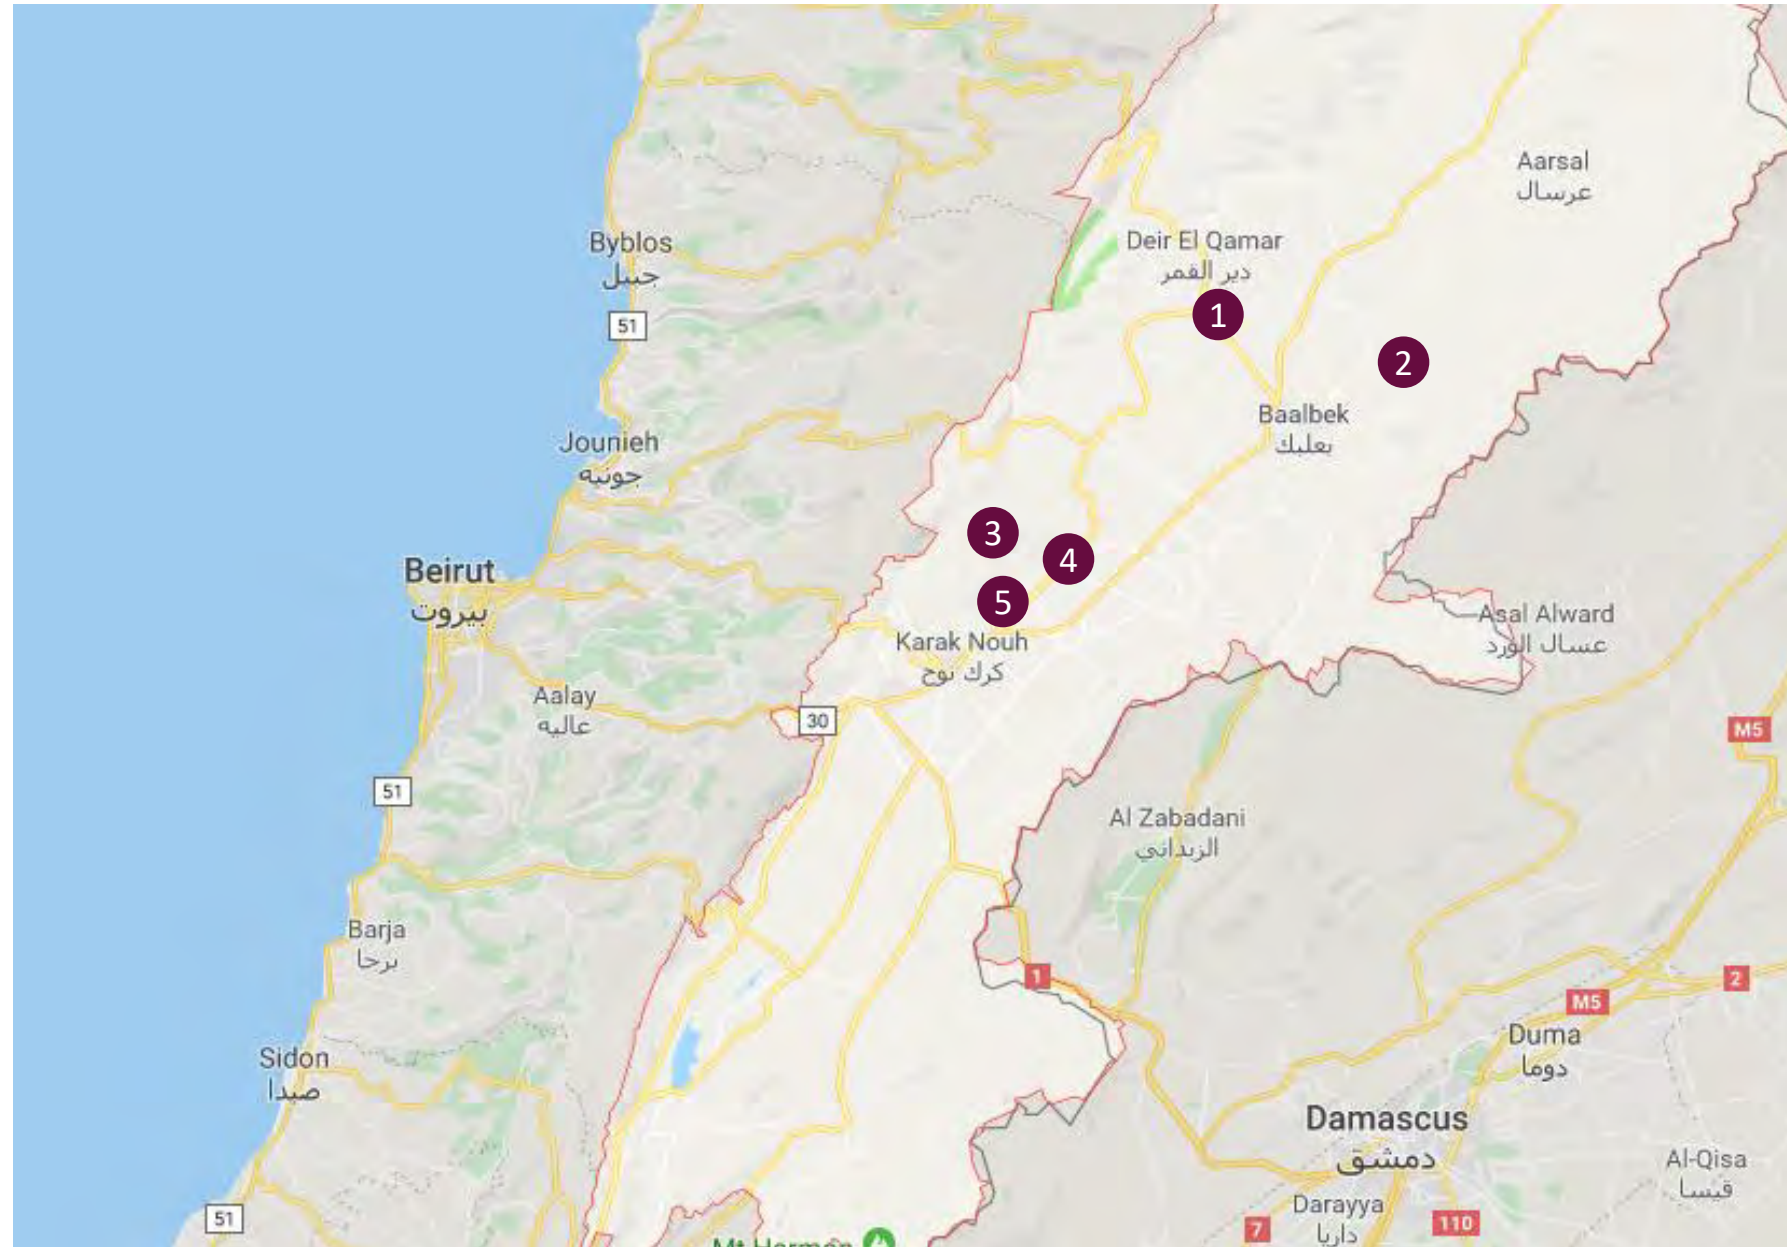 Aarsal
عرسال
Deir El Qamar
دير القمر
Byblos
جبيل
1
51
2
Baalbek
بعلبك
Jounieh
جونيه
3
4
Beirut
بيروت
5
Asal Alward
عسال الورد
Karak Nouh
كرك نوح
Aalay
عاليه
30
M5
51
Al Zabadani
الزبداني
Barja
برجا
1
2
M5
Duma
دوما
Sidon
صيدا
Damascus
دمشق
Al-Qisa
قيسا
Darayya
داريا
51
7
110
Mt Hermon